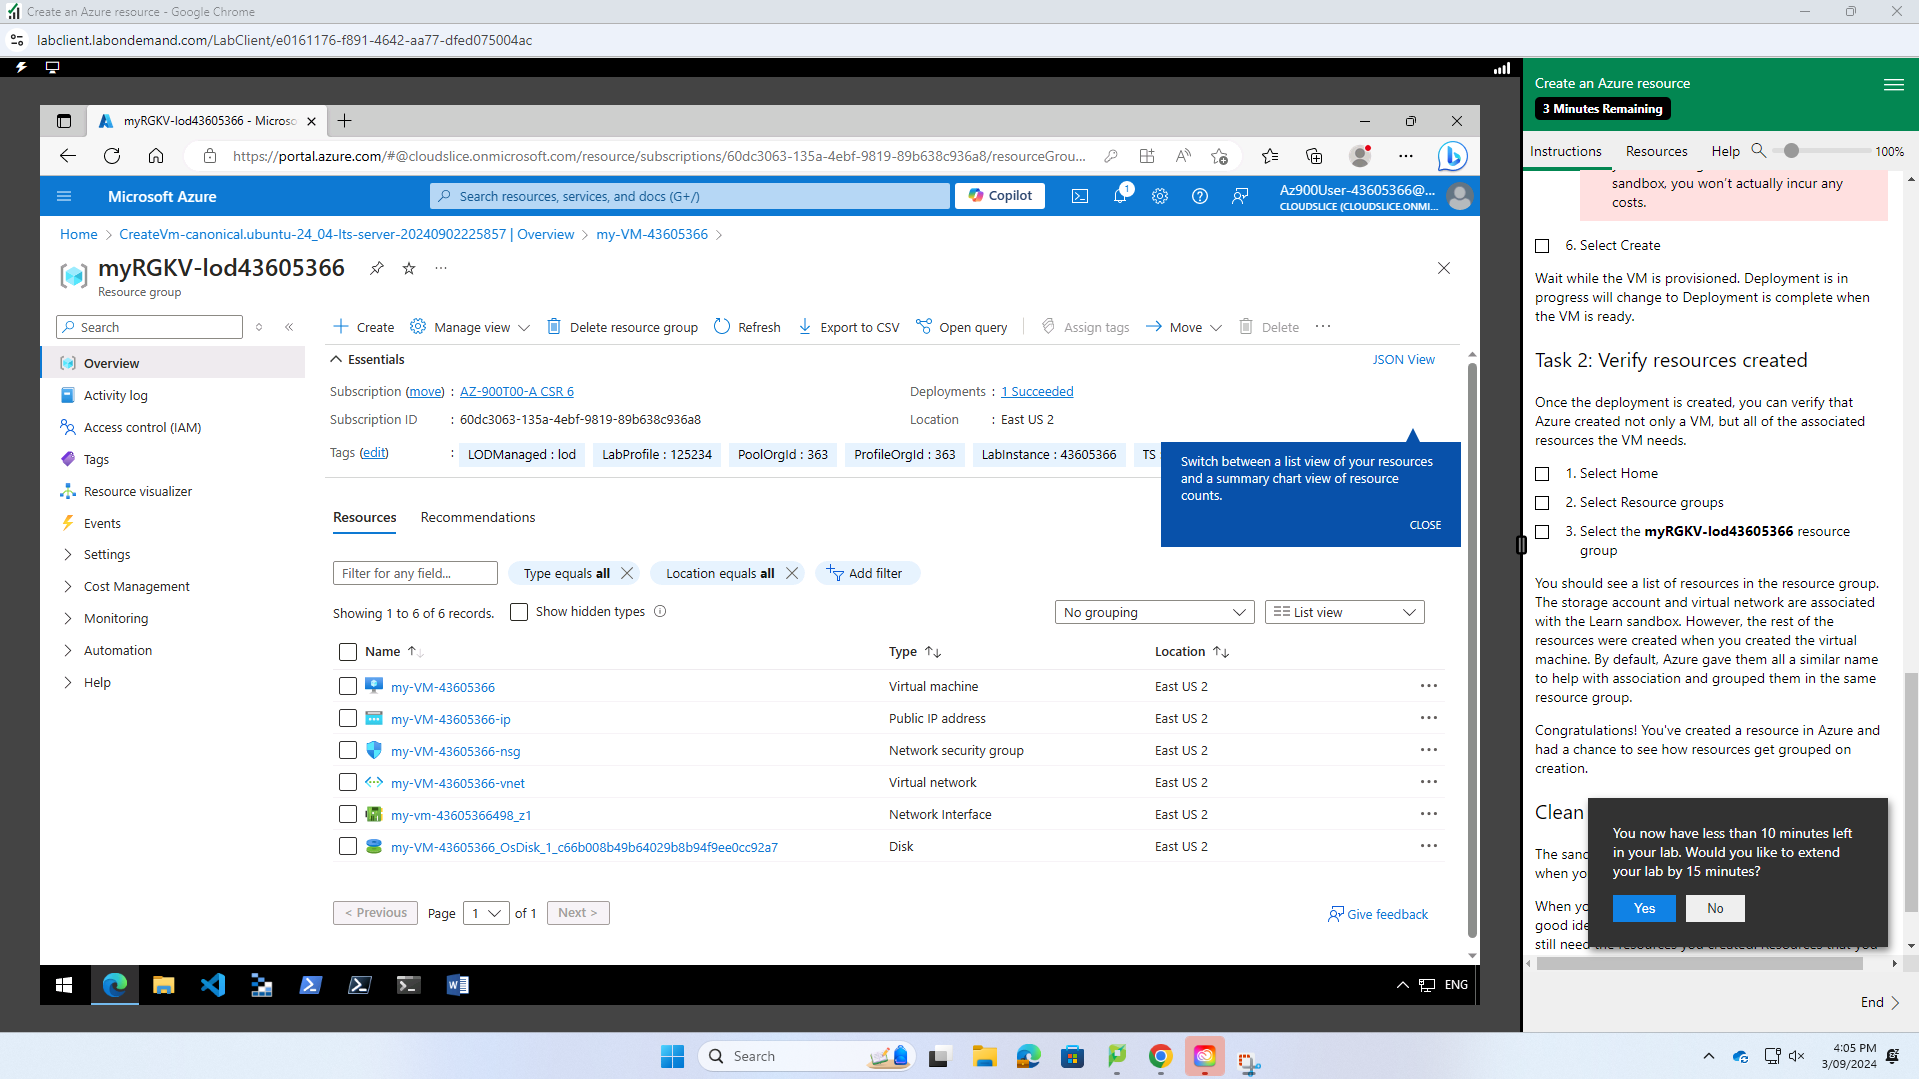 Create an Azure resource - Google Chrome
labclient.labondemand.com/LabClient/e0161176-f891-4642-aa77-dfed075004ac
myRGKV-lod43605366 - Microso
https://portal.azure.com/#@cloudslice.onmicrosoft.com/resource/subscriptions/60dc3063-135a-4ebf-9819-89b638c936a8/resourceGrou...
Microsoft Azure
Search resources, services, and docs (G+/)
Copilot
1
Az900User-43605366@...
CLOUDSLICE (CLOUDSLICE.ONMI...
Home > CreateVm-canonical.ubuntu-24_04-lts-server-20240902225857 | Overview > my-VM-43605366 >
myRGKV-lod43605366
Resource group
Search
Overview
Activity log
Access control (IAM)
Tags
Resource visualizer
Events
Settings
Cost Management
Monitoring
Automation
Help
Create
Manage view
Delete resource group
Refresh
Export to CSV
Open query
Assign tags
Move
Delete
Essentials
JSON View
Subscription (move) : AZ-900T00-A CSR 6
Deployments : 1 Succeeded
Subscription ID : 60dc3063-135a-4ebf-9819-89b638c936a8
Location : East US 2
Tags (edit) : LODManaged : lod LabProfile : 125234 PoolOrgId : 363 ProfileOrgId : 363 LabInstance : 43605366 TS
Switch between a list view of your resources
and a summary chart view of resource
counts.
CLOSE
Resources
Recommendations
Filter for any field...
Type equals all
Location equals all
Add filter
Showing 1 to 6 of 6 records.
Show hidden types
No grouping
List view
Name Type Location
my-VM-43605366 Virtual machine East US 2
my-VM-43605366-ip Public IP address East US 2
my-VM-43605366-nsg Network security group East US 2
my-VM-43605366-vnet Virtual network East US 2
my-vm-43605366498_z1 Network Interface East US 2
my-VM-43605366_OsDisk_1_c66b008b49b64029b8b94f9ee0cc92a7 Disk East US 2
< Previous Page 1 of 1 Next >
Give feedback
ENG
Create an Azure resource
3 Minutes Remaining
Instructions Resources Help 100%
sandbox, you won't actually incur any
costs.
6. Select Create
Wait while the VM is provisioned. Deployment is in
progress will change to Deployment is complete when
the VM is ready.
Task 2: Verify resources created
Once the deployment is created, you can verify that
Azure created not only a VM, but all of the associated
resources the VM needs.
1. Select Home
2. Select Resource groups
3. Select the myRGKV-lod43605366 resource
group
You should see a list of resources in the resource group.
The storage account and virtual network are associated
with the Learn sandbox. However, the rest of the
resources were created when you created the virtual
machine. By default, Azure gave them all a similar name
to help with association and grouped them in the same
resource group.
Congratulations! You've created a resource in Azure and
had a chance to see how resources get grouped on
creation.
Clean
The sand
when yo
When yo
good ide
still need the resources you created. Resources that you
You now have less than 10 minutes left
in your lab. Would you like to extend
your lab by 15 minutes?
Yes No
End
Search
4:05 PM
3/09/2024